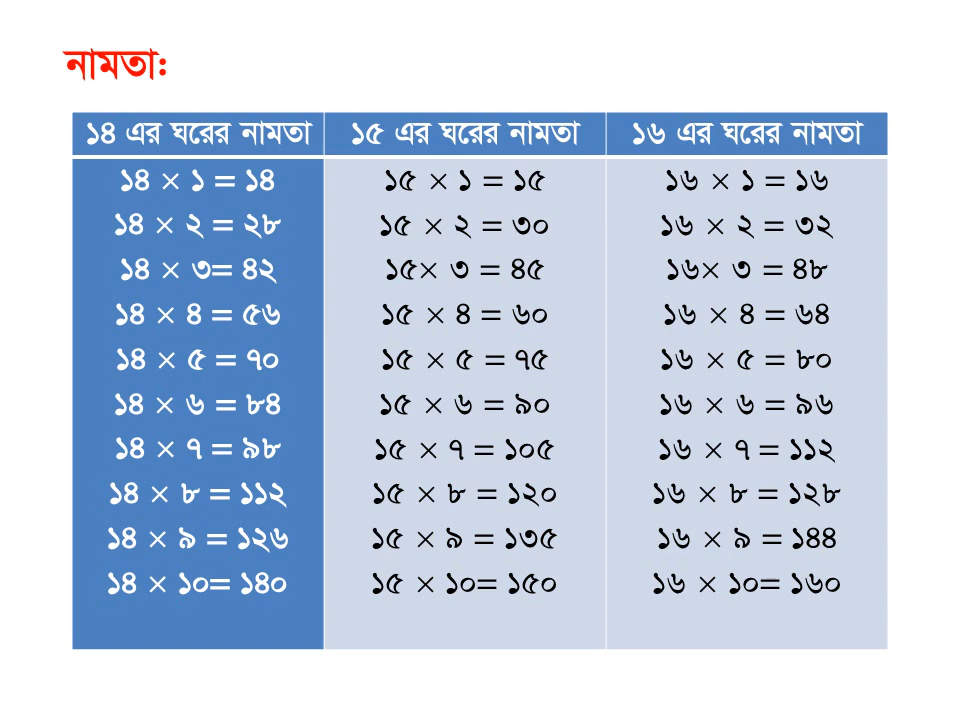 নামতাঃ
১৪ এর ঘরের নামতা
১৪ × ১ = ১৪
১৪ × ২ = ২৮
১৪ × ৩= ৪২
১৪ × ৪ = ৫৬
১৪ × ৫ = ৭০
১৪ × ৬ = ৮৪
১৪ × ৭ = ৯৮
১৪ × ৮ = ১১২
১৪ × ৯ = ১২৬
১৪ × ১০= ১৪০
১৫ এর ঘরের নামতা
১৫ × ১ = ১৫
১৫ × ২ = ৩০
১৫× ৩ = ৪৫
১৫ × ৪ = ৬০
১৫ × ৫ = ৭৫
১৫ × ৬ = ৯০
১৫ × ৭ = ১০৫
১৫ × ৮ = ১২০
১৫ × ৯ = ১৩৫
১৫ × ১০= ১৫০
১৬ এর ঘরের নামতা
১৬ × ১ = ১৬
১৬ × ২ = ৩২
১৬× ৩ = ৪৮
১৬ × ৪ = ৬৪
১৬ × ৫ = ৮০
১৬ × ৬ = ৯৬
১৬ × ৭ = ১১২
১৬ × ৮ = ১২৮
১৬ × ৯ = ১৪৪
১৬ × ১০= ১৬০